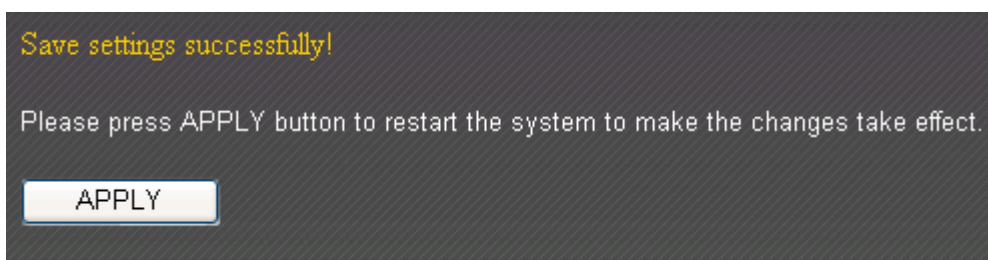 Save settings successfully!
Please press APPLY button to restart the system to make the changes take effect.
APPLY